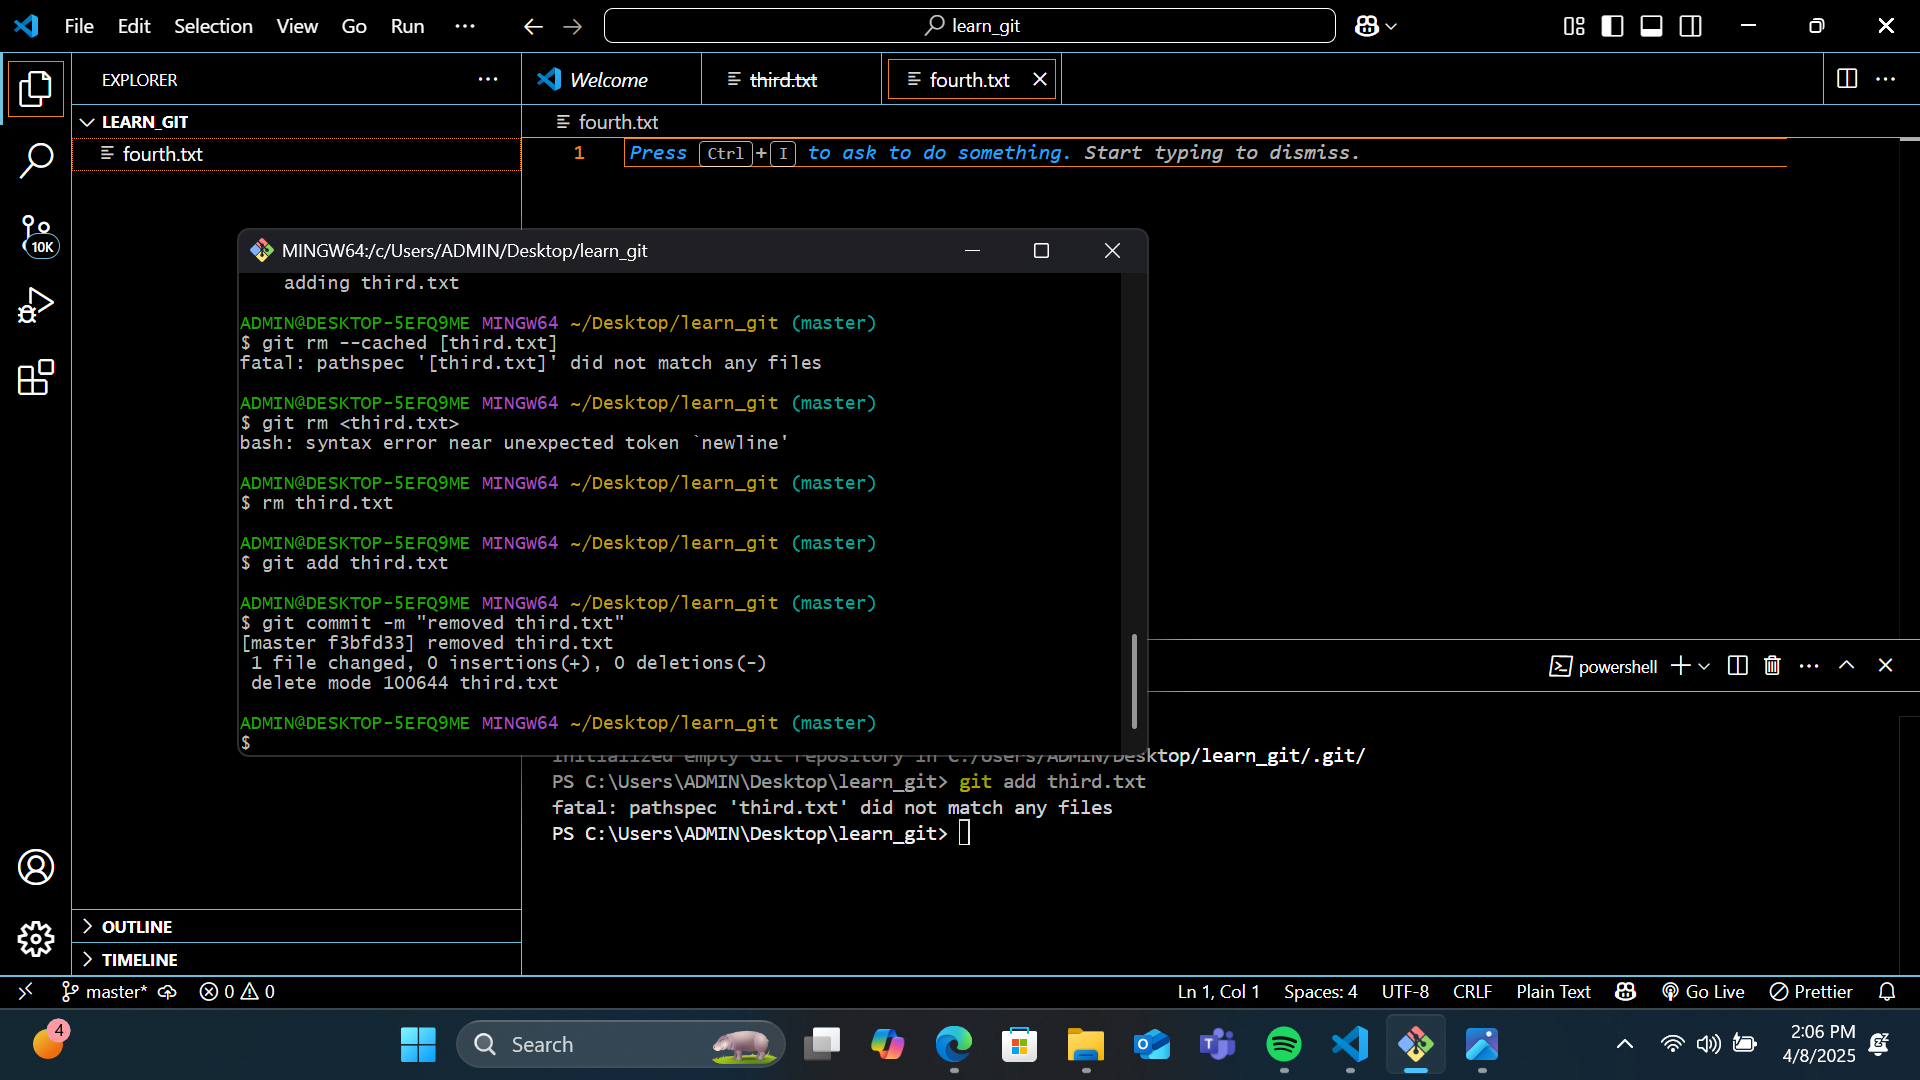 File Edit Selection View Go Run ···
learn_git
EXPLORER ···
Welcome
third.txt
fourth.txt
LEARN_GIT
fourth.txt
fourth.txt
1 Press Ctrl+I to ask to do something. Start typing to dismiss.
10K
MINGW64:/c/Users/ADMIN/Desktop/learn_git
adding third.txt
ADMIN@DESKTOP-5EFQ9ME MINGW64 ~/Desktop/learn_git (master)
$ git rm --cached [third.txt]
fatal: pathspec '[third.txt]' did not match any files
ADMIN@DESKTOP-5EFQ9ME MINGW64 ~/Desktop/learn_git (master)
$ git rm <third.txt>
bash: syntax error near unexpected token `newline'
ADMIN@DESKTOP-5EFQ9ME MINGW64 ~/Desktop/learn_git (master)
$ rm third.txt
ADMIN@DESKTOP-5EFQ9ME MINGW64 ~/Desktop/learn_git (master)
$ git add third.txt
ADMIN@DESKTOP-5EFQ9ME MINGW64 ~/Desktop/learn_git (master)
$ git commit -m "removed third.txt"
[master f3bfd33] removed third.txt
1 file changed, 0 insertions(+), 0 deletions(-)
delete mode 100644 third.txt
ADMIN@DESKTOP-5EFQ9ME MINGW64 ~/Desktop/learn_git (master)
$
powershell
Initialized empty Git repository in C:/Users/ADMIN/Desktop/learn_git/.git/
PS C:\Users\ADMIN\Desktop\learn_git> git add third.txt
fatal: pathspec 'third.txt' did not match any files
PS C:\Users\ADMIN\Desktop\learn_git>
OUTLINE
TIMELINE
master* 0 0 Ln 1, Col 1 Spaces: 4 UTF-8 CRLF Plain Text Go Live Prettier
4
Search
2:06 PM
4/8/2025